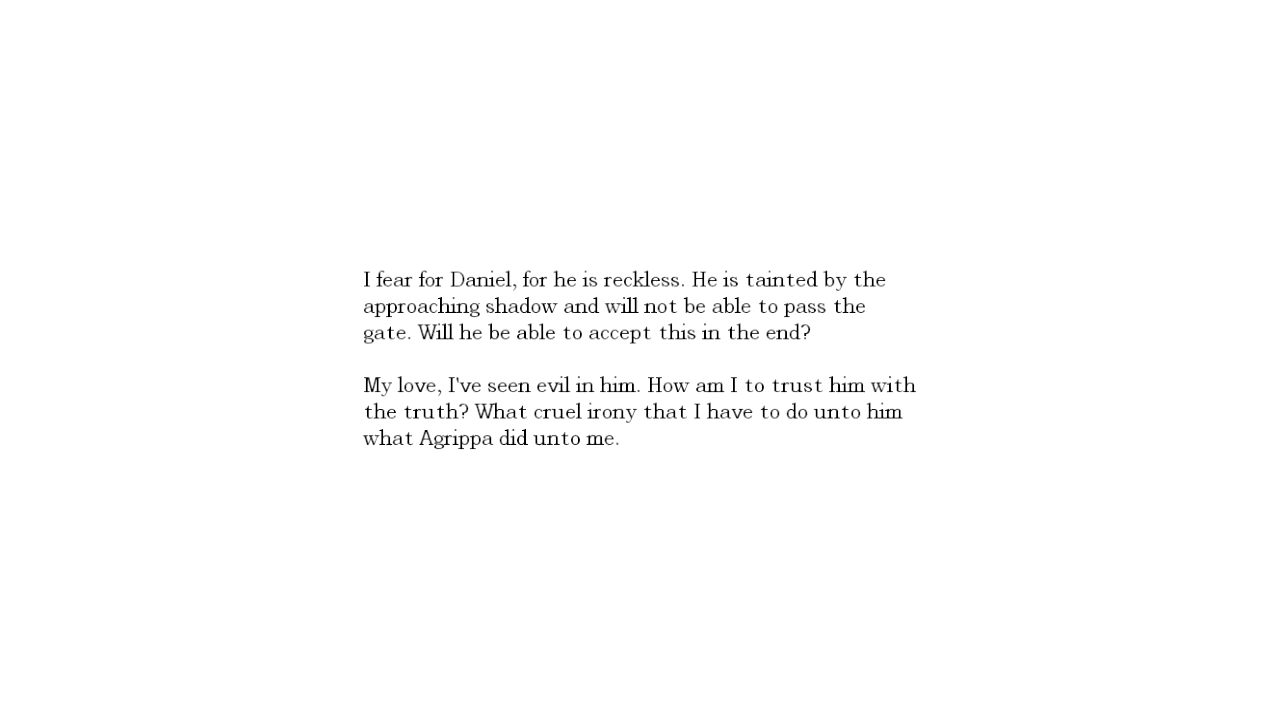 I fear for Daniel, for he is reckless. He is tainted by the
approaching shadow and will not be able to pass the
gate. Will he be able to accept this in the end?
My love, I've seen evil in him. How am I to trust him with
the truth? What cruel irony that I have to do unto him
what Agrippa did unto me.